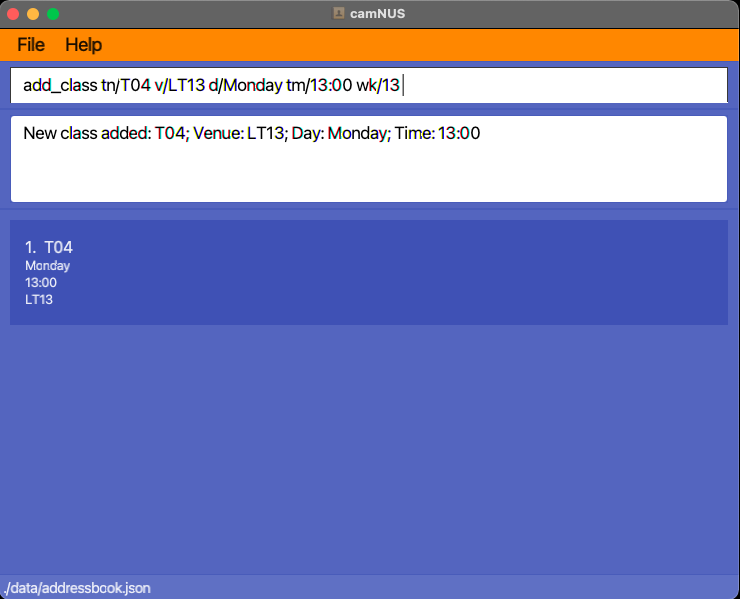 camNUS
File Help
add_class tn/T04 v/LT13 d/Monday tm/13:00 wk/13
New class added: T04; Venue: LT13; Day: Monday; Time: 13:00
1. T04
Monday
13:00
LT13
./data/addressbook.json